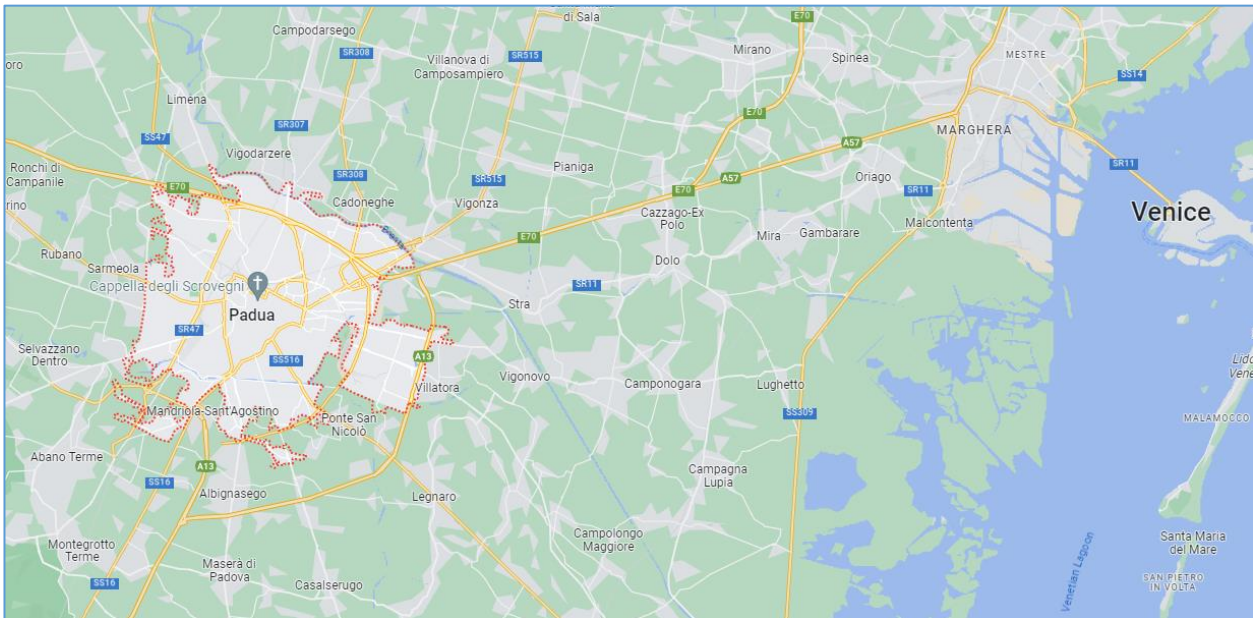 di Sala
E70
Campodarsego
SR308
SR515
Mirano
Spinea
MESTRE
SS14
oro
Villanova di
Camposampiero
Limena
E70
SR307
SS47
MARGHERA
A57
Vigodarzere
Ronchi di
Campanile
Pianiga
SR11
E70
SR308
SR515
A57
Oriago
rino
E70
SR11
Cadoneghe
Vigonza
Cazzago-Ex
Polo
Malcontenta
Venice
E70
Mira
Gambarare
Rubano
Sarmeola
Dolo
Cappella degli Scrovegni
SR11
Stra
Padua
SR47
Selvazzano
Dentro
SS516
A13
Lido
Vene
Villatora
Vigonovo
Camponogara
Lughetto
Mandriola-Sant'Agostino
SS309
MALAMOCCO
Ponte San
Nicolò
Abano Terme
A13
Campagna
Lupia
SS16
Albignasego
Legnaro
Campolongo
Maggiore
Santa Maria
del Mare
Montegrotto
Terme
Maserà di
Padova
Venetian Lagoon
SS16
Casalserugo
SAN PIETRO
IN VOLTA